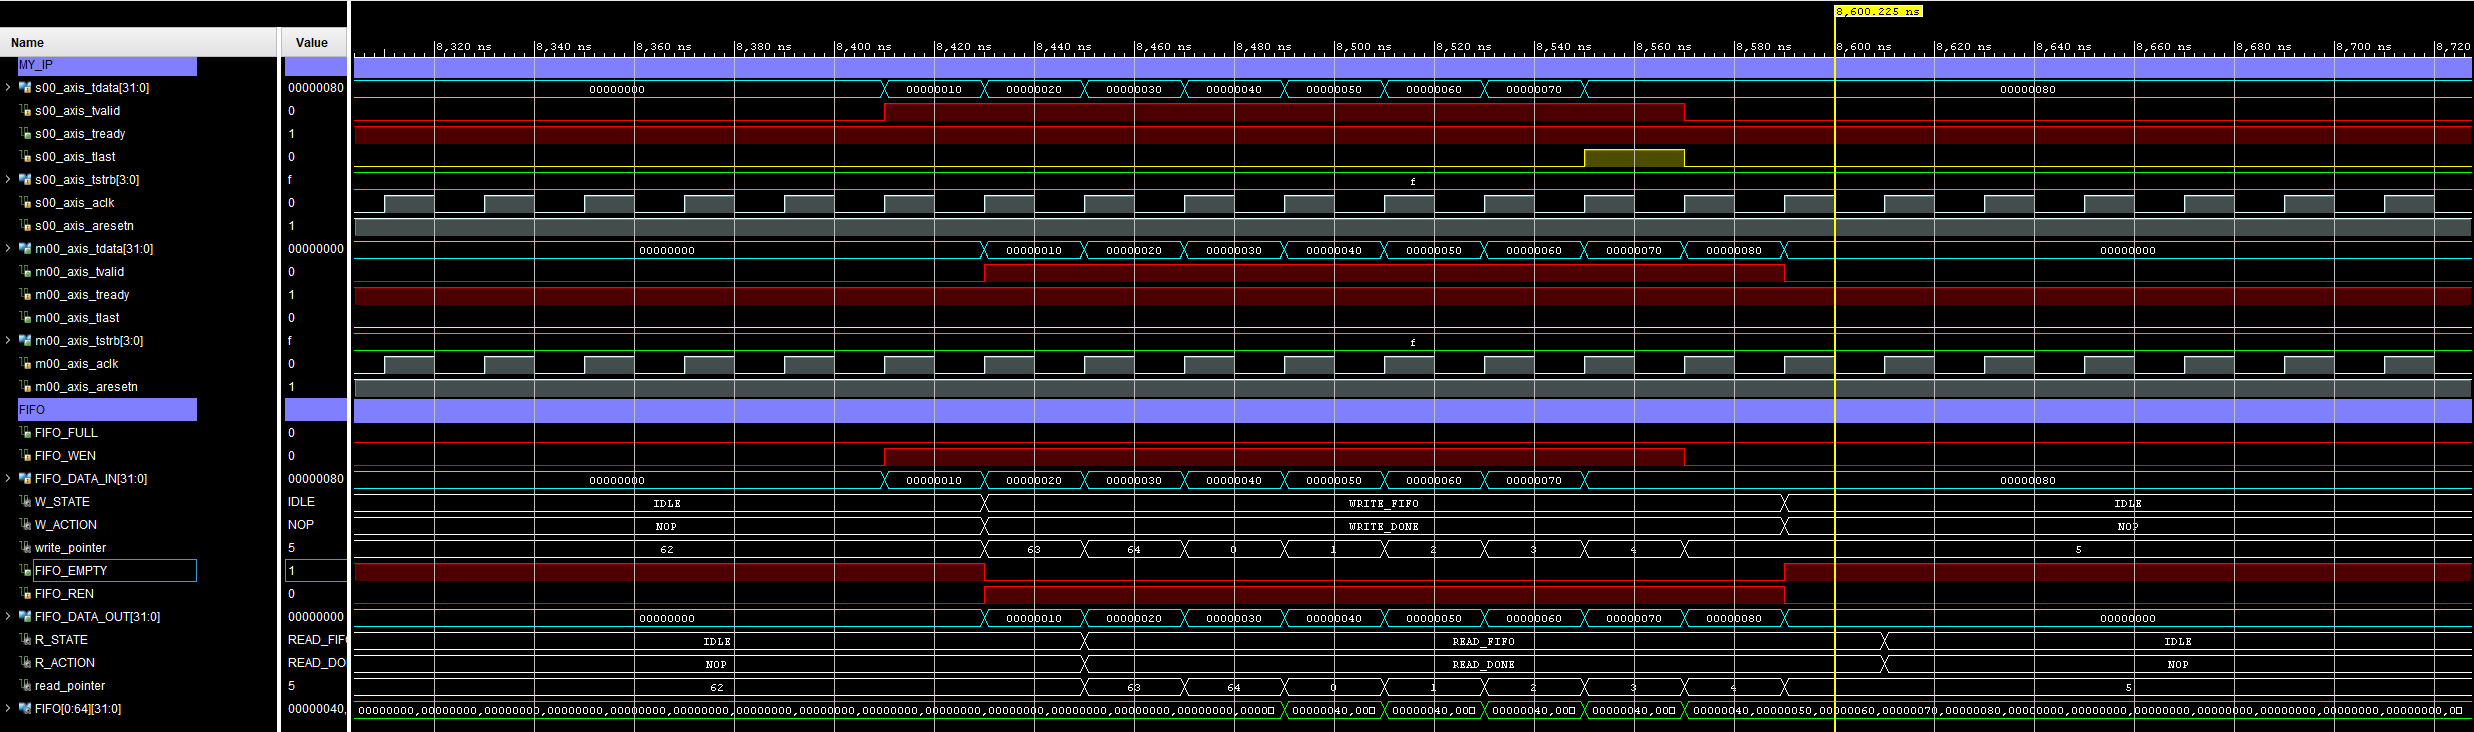 8,600.225 ns
Name Value
8,320 ns 8,340 ns 8,360 ns 8,380 ns 8,400 ns 8,420 ns 8,440 ns 8,460 ns 8,480 ns 8,500 ns 8,520 ns 8,540 ns 8,560 ns 8,580 ns 8,600 ns 8,620 ns 8,640 ns 8,660 ns 8,680 ns 8,700 ns 8,720
MY_IP
s00_axis_tdata[31:0] 00000080 00000000 00000010 00000020 00000030 00000040 00000050 00000060 00000070 00000080
s00_axis_tvalid 0
s00_axis_tready 1
s00_axis_tlast 0
s00_axis_tstrb[3:0] f f
s00_axis_aclk 0
s00_axis_aresetn 1
m00_axis_tdata[31:0] 00000000 00000000 00000010 00000020 00000030 00000040 00000050 00000060 00000070 00000080 00000000
m00_axis_tvalid 0
m00_axis_tready 1
m00_axis_tlast 0
m00_axis_tstrb[3:0] f f
m00_axis_aclk 0
m00_axis_aresetn 1
FIFO
FIFO_FULL 0
FIFO_WEN 0
FIFO_DATA_IN[31:0] 00000080 00000000 00000010 00000020 00000030 00000040 00000050 00000060 00000070 00000080
W_STATE IDLE IDLE WRITE_FIFO IDLE
W_ACTION NOP NOP WRITE_DONE NOP
write_pointer 5 62 63 64 0 1 2 3 4 5
FIFO_EMPTY 1
FIFO_REN 0
FIFO_DATA_OUT[31:0] 00000000 00000000 00000010 00000020 00000030 00000040 00000050 00000060 00000070 00000080 00000000
R_STATE READ_FIF IDLE READ_FIFO IDLE
R_ACTION READ_DO NOP READ_DONE NOP
read_pointer 5 62 63 64 0 1 2 3 4 5
FIFO[0:64][31:0] 00000040, 00000000,00000000,00000000,00000000,00000000,00000000,00000000,00000000,00000000,00000000,0000 00000040,00 00000040,00 00000040,00 00000040,00 00000040,00000050,00000060,00000070,00000080,00000000,00000000,00000000,00000000,00000000,00000000,00000000,00